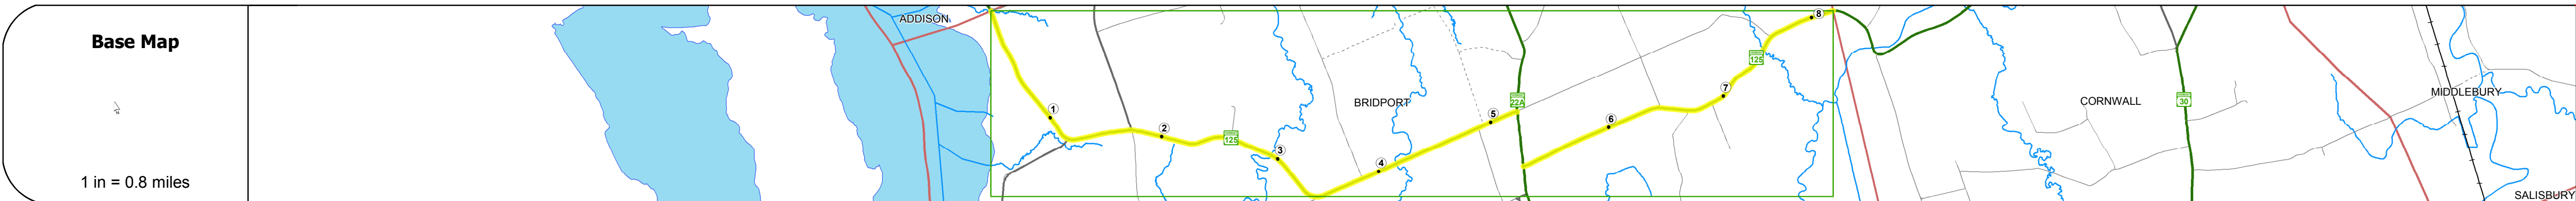 Base Map
1 in = 0.8 miles
ADDISON
1
2
125
3
BRIDPORT
4
5
22A
6
7
125
8
CORNWALL
30
MIDDLEBURY
SALISBURY